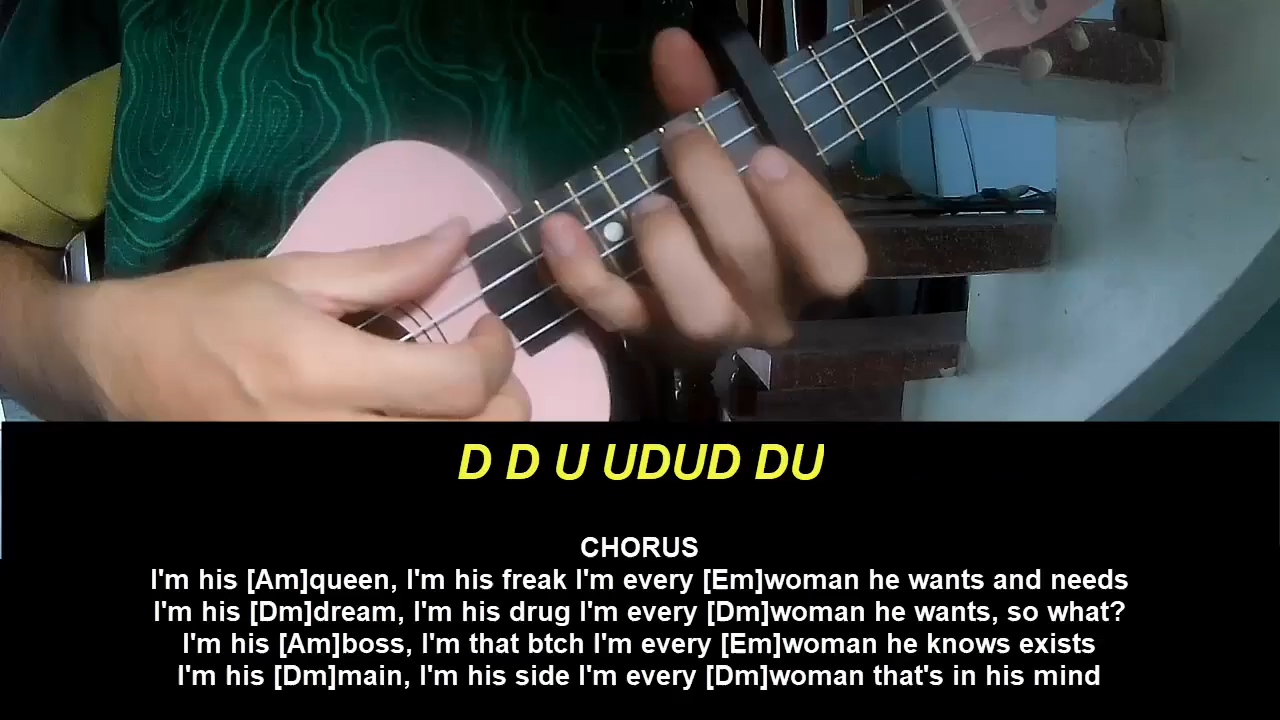 D D U UDUD DU
CHORUS
I'm his [Am]queen, I'm his freak I'm every [Em]woman he wants and needs
I'm his [Dm]dream, I'm his drug I'm every [Dm]woman he wants, so what?
I'm his [Am]boss, I'm that btch I'm every [Em]woman he knows exists
I'm his [Dm]main, I'm his side I'm every [Dm]woman that's in his mind